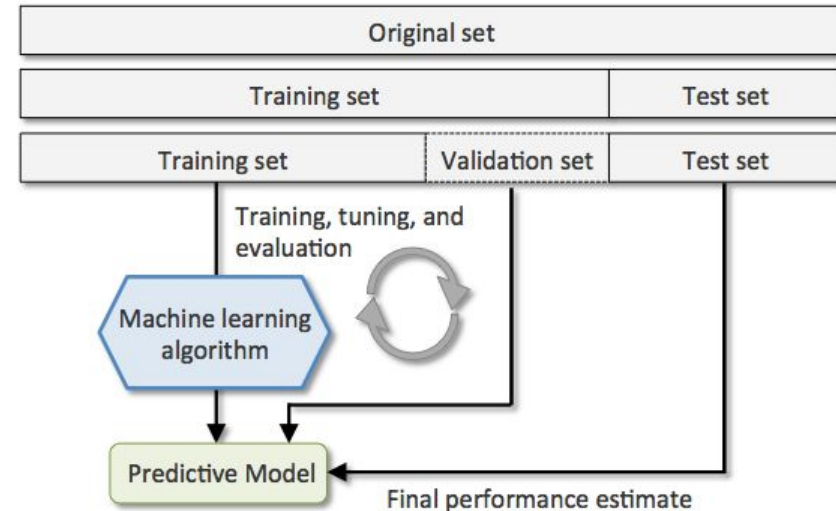 Original set
Training set
Test set
Training set
Validation set
Test set
Training, tuning, and
evaluation
Machine learning
algorithm
Predictive Model
Final performance estimate